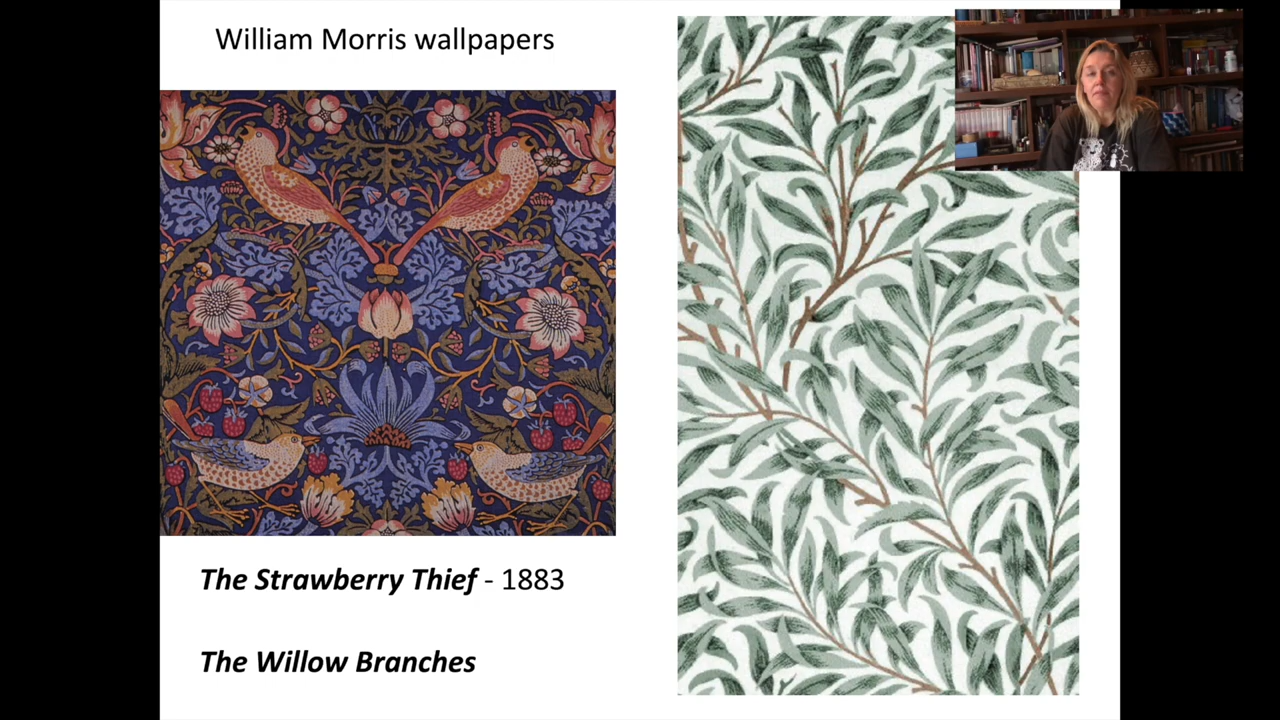 William Morris wallpapers
The Strawberry Thief - 1883
The Willow Branches